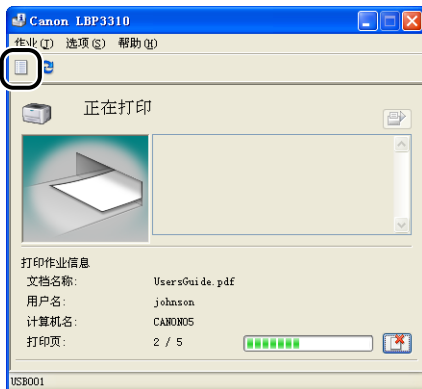 Canon LBP3310
作业(T) 选项(S) 帮助(H)
正在打印
打印作业信息
文档名称: UsersGuide.pdf
用户名: johnson
计算机名: CANON05
打印页: 2 / 5
USB001